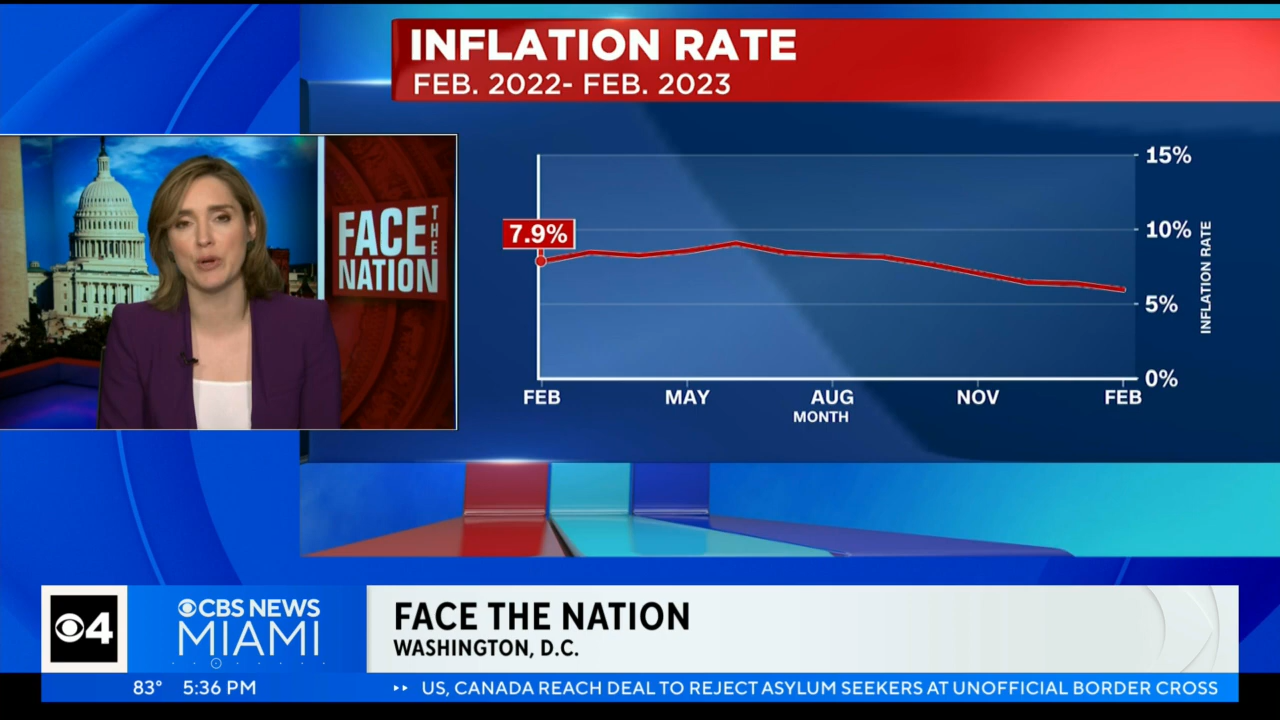 INFLATION RATE
FEB. 2022- FEB. 2023
FACE THE
NATION
7.9%
15%
10%
5%
0%
INFLATION RATE
FEB MAY AUG NOV FEB
MONTH
4
CBS NEWS
MIAMI
FACE THE NATION
WASHINGTON, D.C.
83° 5:36 PM
US, CANADA REACH DEAL TO REJECT ASYLUM SEEKERS AT UNOFFICIAL BORDER CROSS